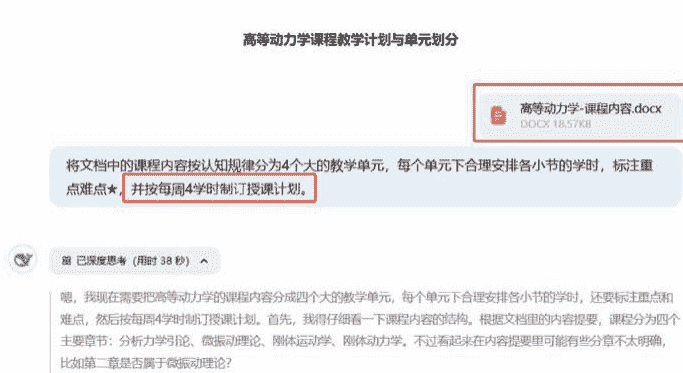 高等动力学课程教学计划与单元划分
高等动力学-课程内容.docx
DOCX 18.57KB
将文档中的课程内容按认知规律分为4个大的教学单元，每个单元下合理安排各小节的学时，标注重
点难点★，并按每周4学时制订授课计划。
已深度思考（用时 38 秒）
嗯，我现在需要把高等动力学的课程内容分成四个大的教学单元，每个单元下合理安排各小节的学时，还要标注重点和
难点，然后按每周4学时制订授课计划。首先，我得仔细看一下课程内容的结构。根据文档里的内容提要，课程分为四个
主要章节：分析力学引论、微振动理论、刚体运动学、刚体动力学。不过看起来在内容提要里可能有些分章不太明确，
比如第二章是否属于微振动理论？